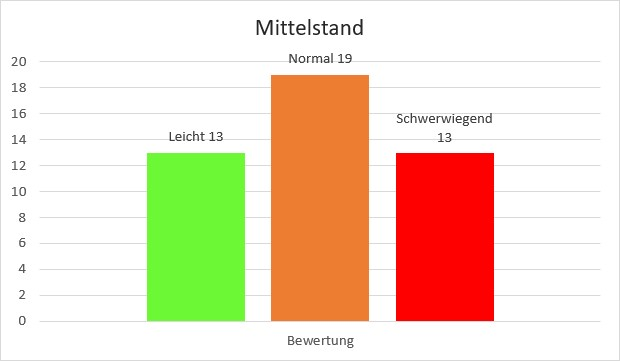 Mittelstand
20
18
16
14
12
10
8
6
4
2
0
Leicht 13
Normal 19
Schwerwiegend
13
Bewertung